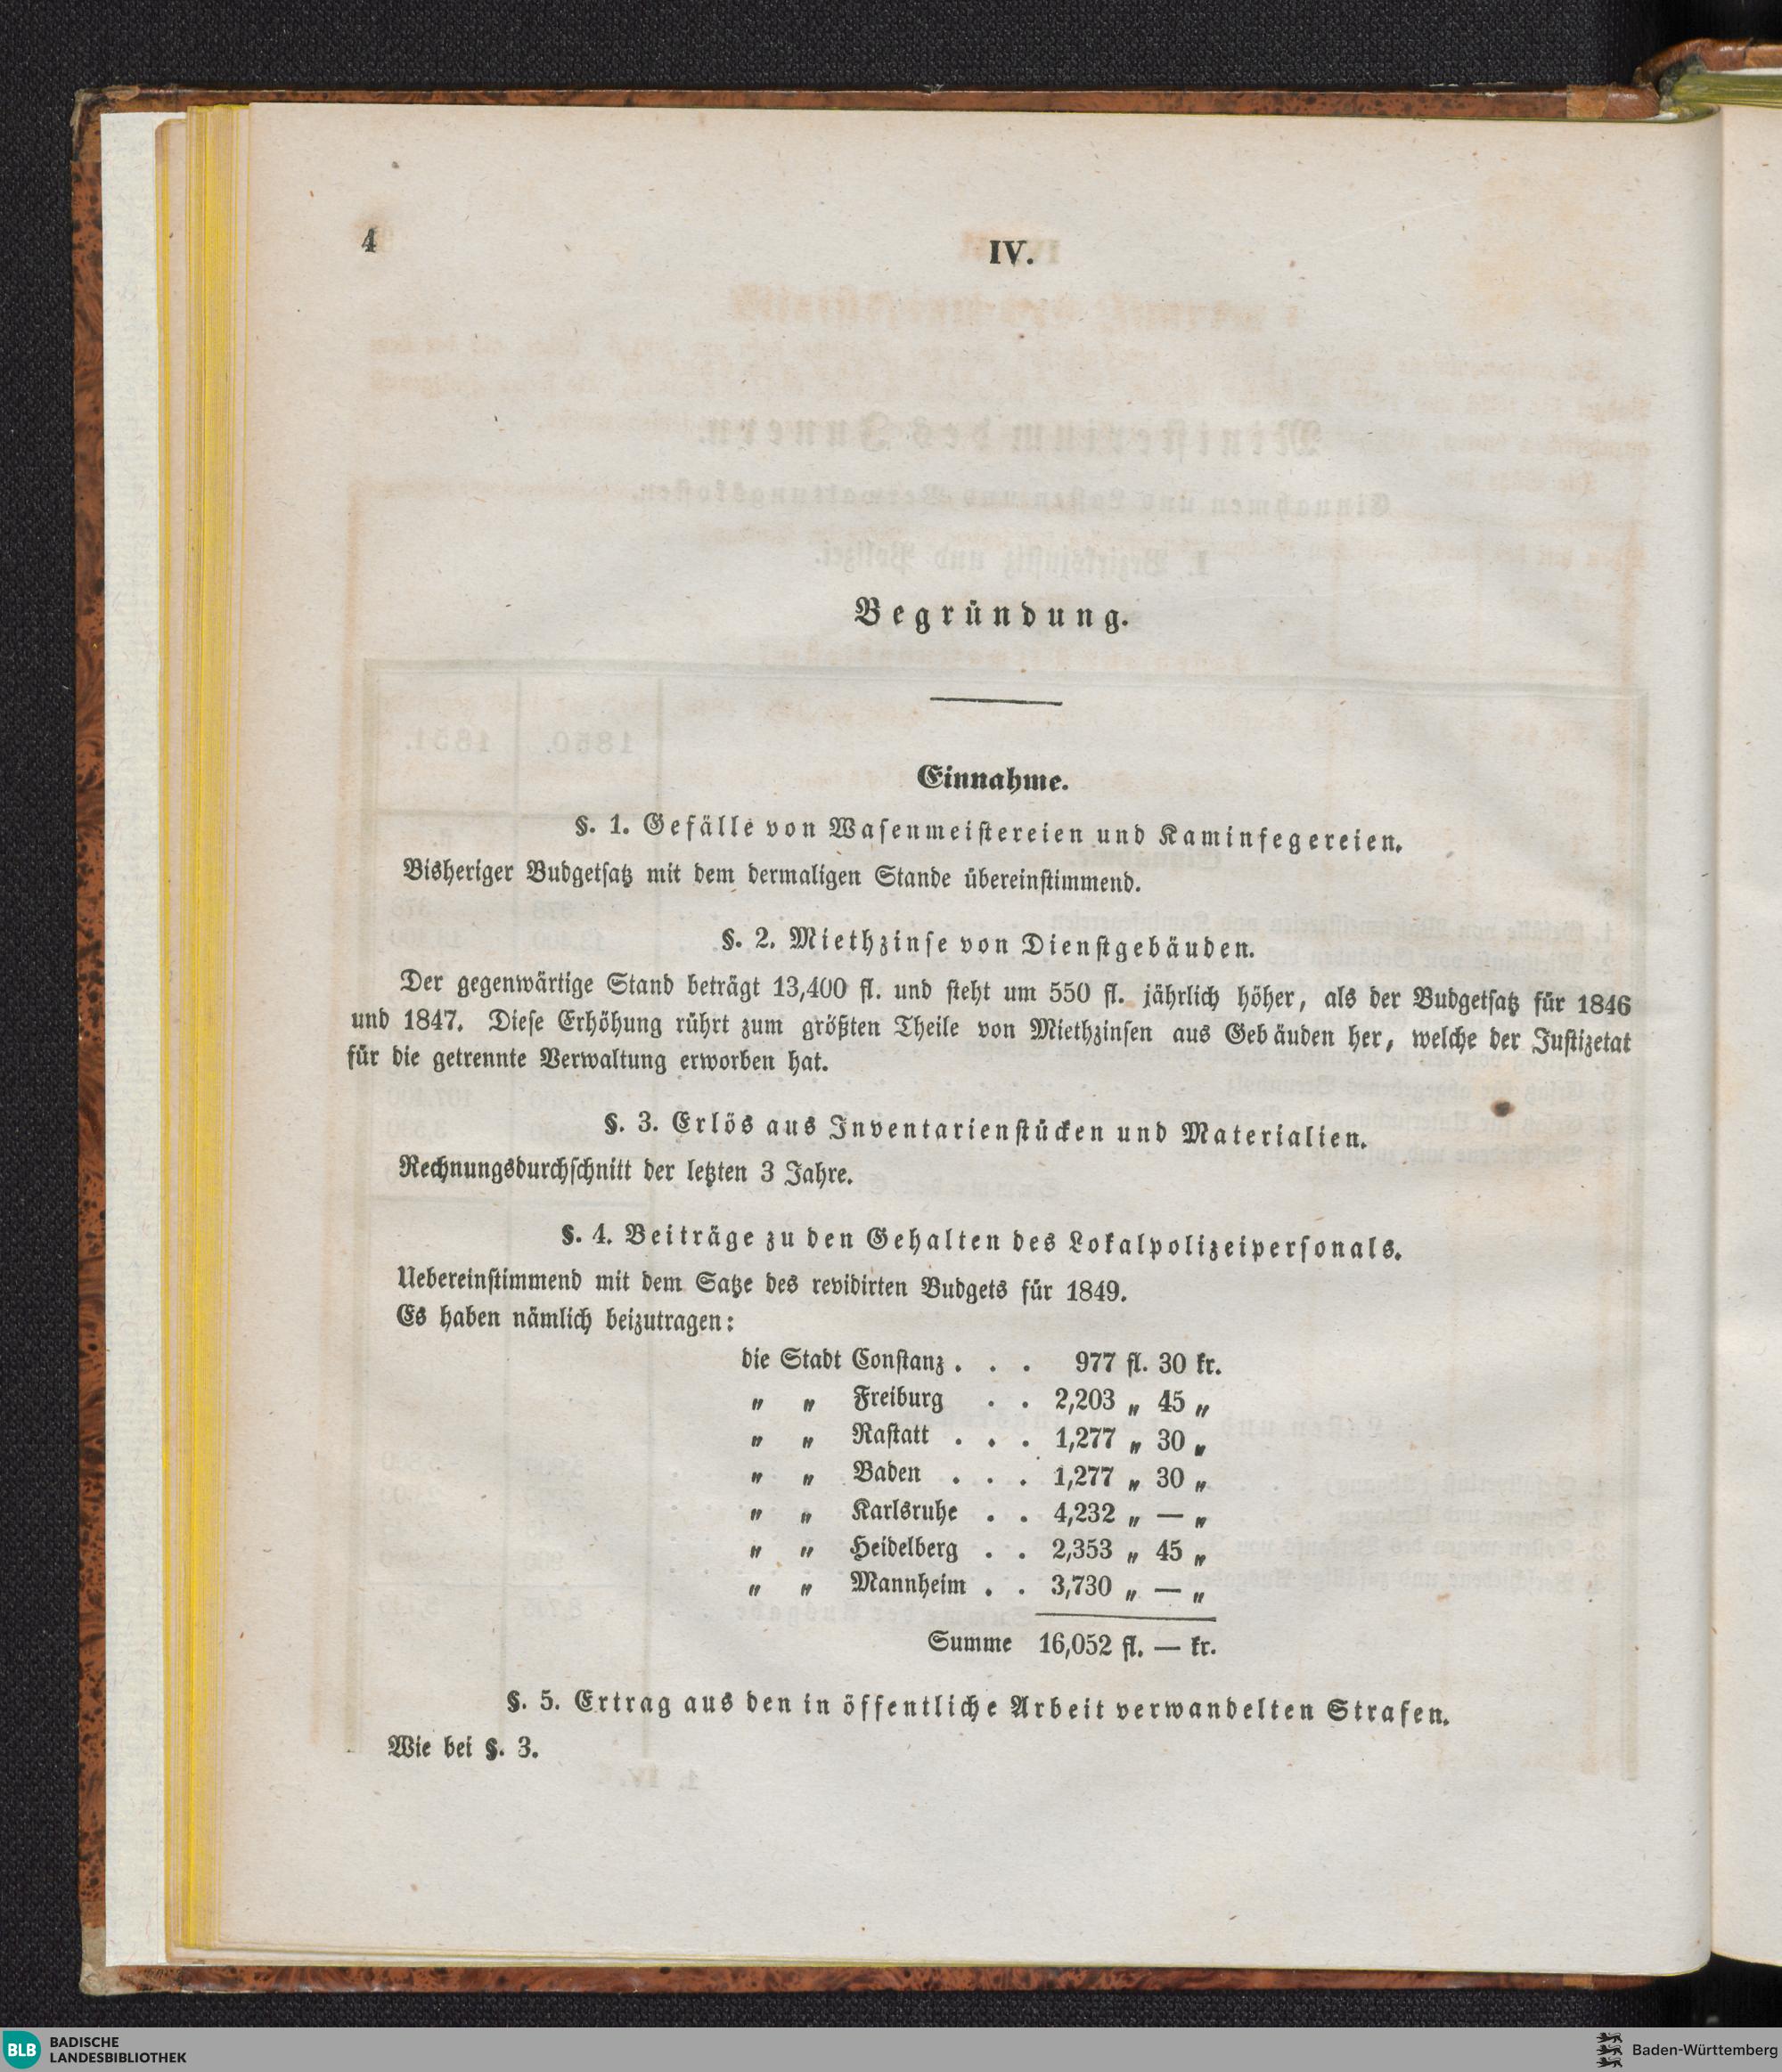 4
IV.
Begründung.
Einnahme.
§. 1. Gefälle von Wasenmeistereien und Kaminfegereien.
Bisheriger Budgetsatz mit dem dermaligen Stande übereinstimmend.
§. 2. Miethzinse von Dienstgebäuden.
Der gegenwärtige Stand beträgt 13,400 fl. und steht um 550 fl. jährlich höher, als der Budgetsatz für 1846
und 1847. Diese Erhöhung rührt zum größten Theile von Miethzinsen aus Gebäuden her, welche der Justizetat
für die getrennte Verwaltung erworben hat.
§. 3. Erlös aus Inventarienstücken und Materialien.
Rechnungsdurchschnitt der letzten 3 Jahre.
§. 4. Beiträge zu den Gehalten des Lokalpolizeipersonals.
Uebereinstimmend mit dem Satze des revidirten Budgets für 1849.
Es haben nämlich beizutragen:
die Stadt Constanz . . . 977 fl. 30 kr.
„ „ Freiburg . . 2,203 „ 45 „
„ „ Rastatt . . . 1,277 „ 30 „
„ „ Baden . . . 1,277 „ 30 „
„ „ Karlsruhe . . 4,232 „ — „
„ „ Heidelberg . . 2,353 „ 45 „
„ „ Mannheim . . 3,730 „ — „
Summe 16,052 fl. — kr.
§. 5. Ertrag aus den in öffentliche Arbeit verwandelten Strafen.
Wie bei §. 3.
BLB BADISCHE
LANDESBIBLIOTHEK
Baden-Württemberg